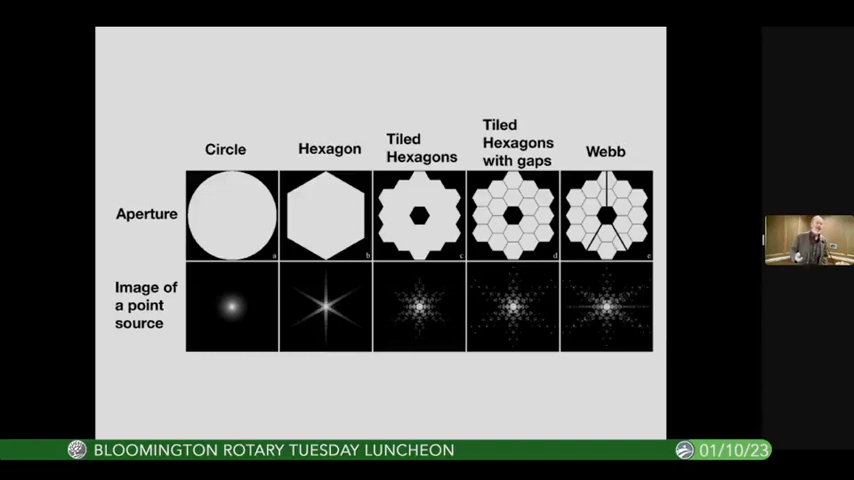 Circle
Hexagon
Tiled
Hexagons
Tiled
Hexagons
with gaps
Webb
Aperture
a
b
c
d
e
Image of
a point
source
BLOOMINGTON ROTARY TUESDAY LUNCHEON
01/10/23